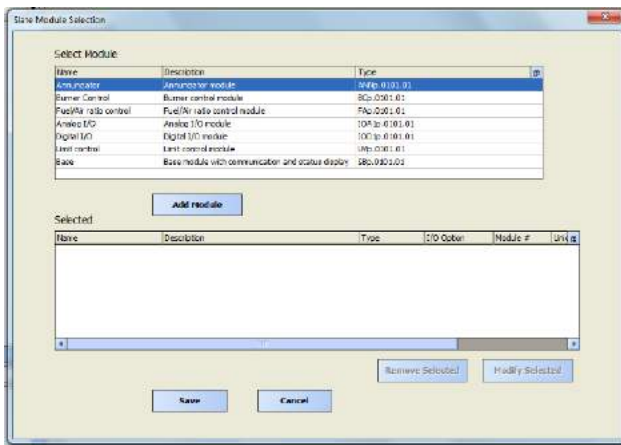 Slate Module Selection
Select Module
Name Description Type
Annunciator Annunciator module
Burner Control Burner control module
Fuel/Air ratio control Fuel/Air ratio control module
Analog I/O Analog I/O module
Digital I/O Digital I/O module
Limit control Limit control module
Base Base module with communication and status display
Add Module
Selected
Name Description Type I/O Option Module #
Remove Selected Modify Selected
Save Cancel